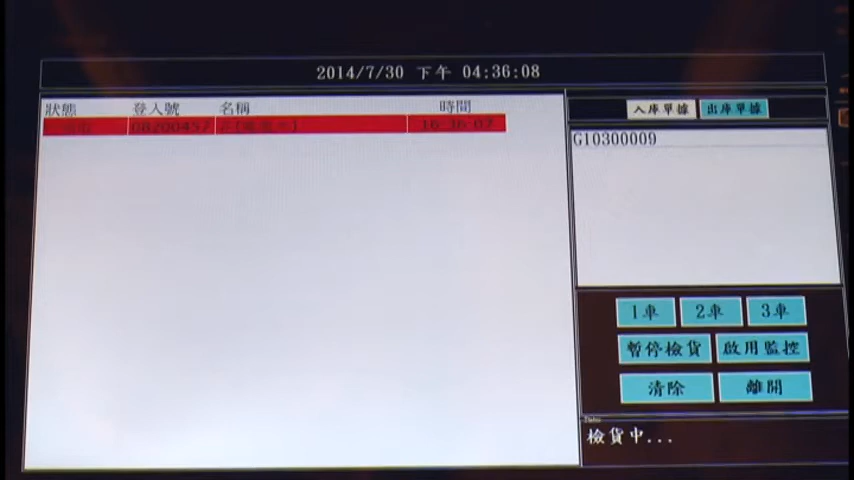 2014/7/30 下午 04:36:08
狀態 登入號 名稱 時間
08200457 16:36:07
入庫單據 出庫單據
G10300009
1車 2車 3車
暫停檢貨 啟用監控
清除 離開
檢貨中...